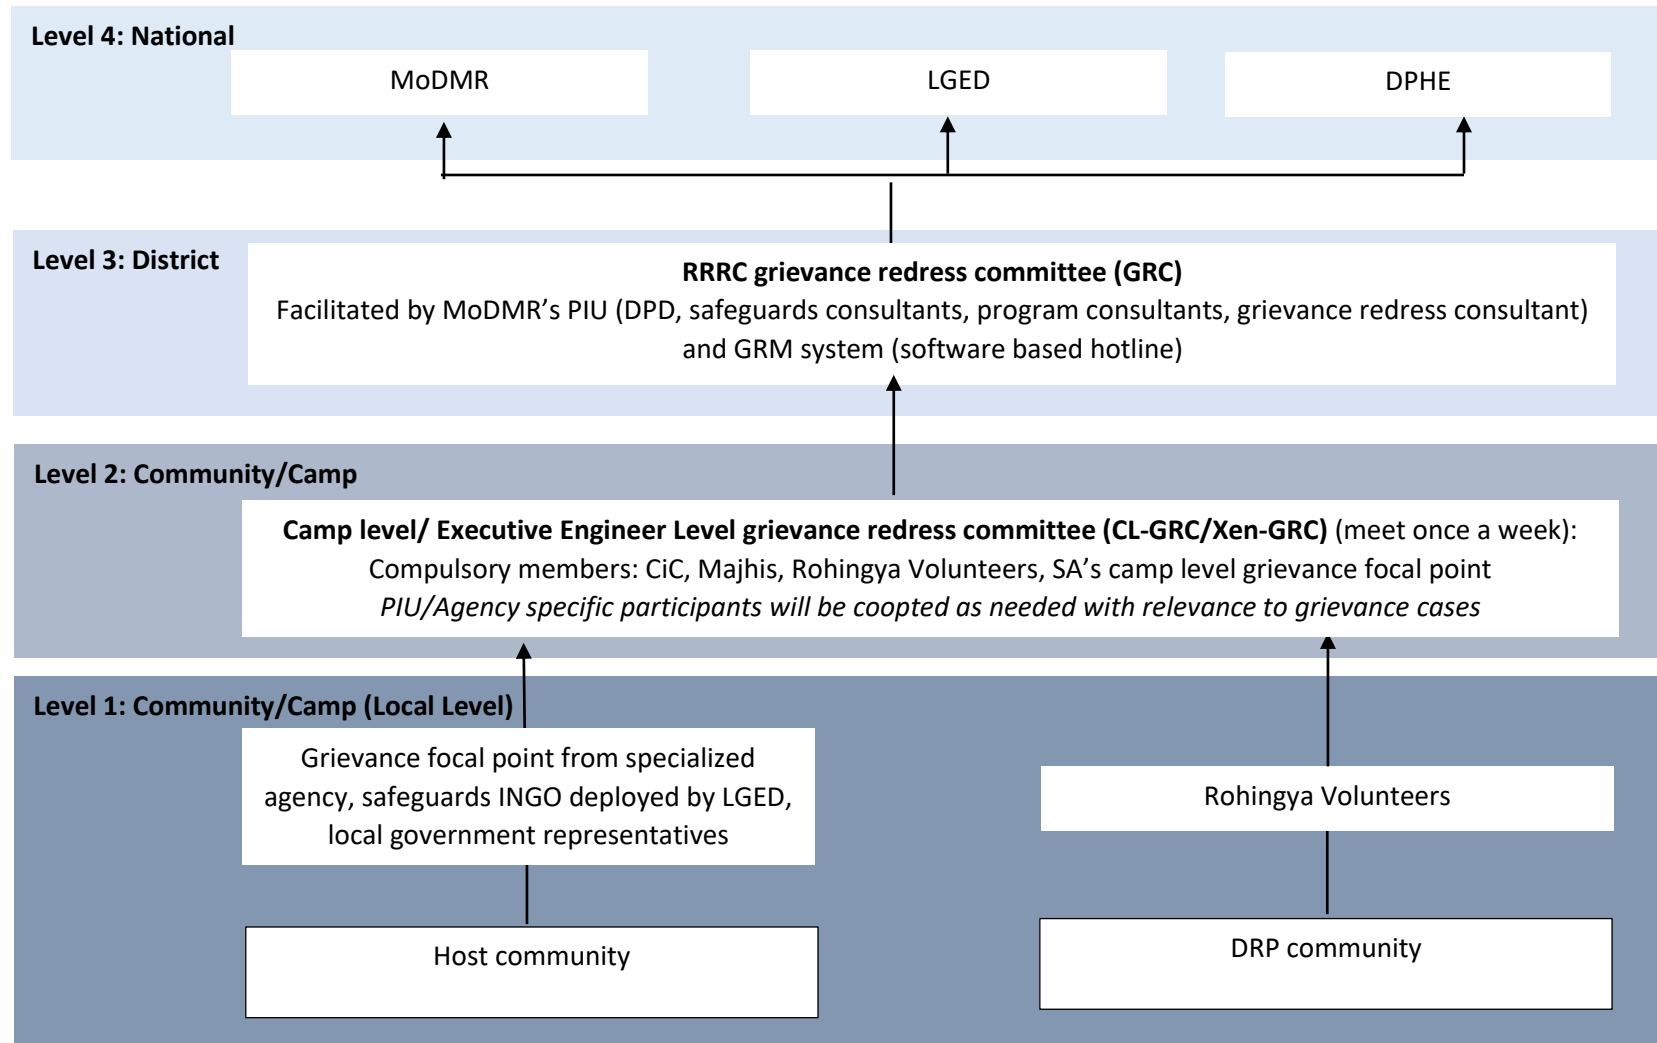 Level 4: National
MoDMR
LGED
DPHE
Level 3: District
RRRC grievance redress committee (GRC)
Facilitated by MoDMR’s PIU (DPD, safeguards consultants, program consultants, grievance redress consultant)
and GRM system (software based hotline)
Level 2: Community/Camp
Camp level/ Executive Engineer Level grievance redress committee (CL-GRC/Xen-GRC) (meet once a week):
Compulsory members: CiC, Majhis, Rohingya Volunteers, SA’s camp level grievance focal point
PIU/Agency specific participants will be coopted as needed with relevance to grievance cases
Level 1: Community/Camp (Local Level)
Grievance focal point from specialized
agency, safeguards INGO deployed by LGED,
local government representatives
Rohingya Volunteers
Host community
DRP community